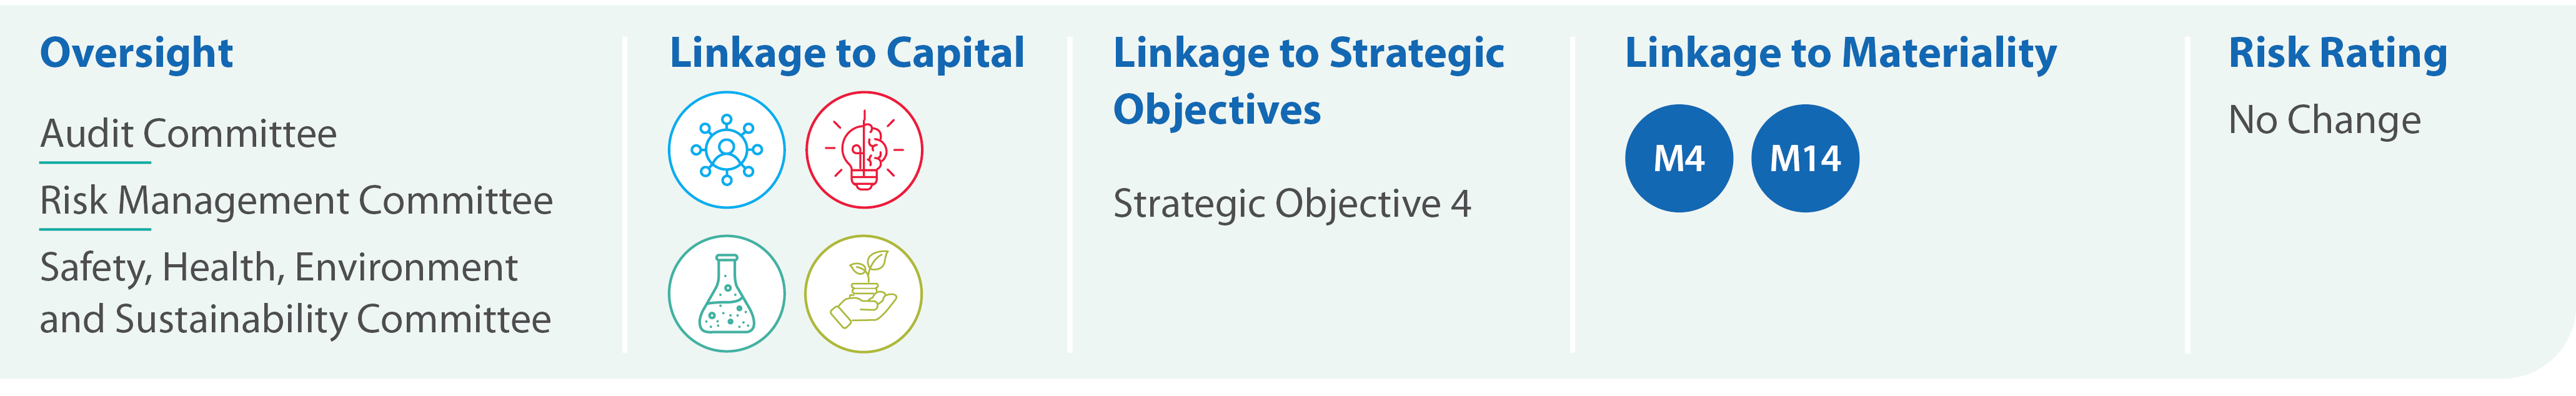 Oversight
Audit Committee
Risk Management Committee
Safety, Health, Environment
and Sustainability Committee
Linkage to Capital
Linkage to Strategic
Objectives
Strategic Objective 4
Linkage to Materiality
M4 M14
Risk Rating
No Change